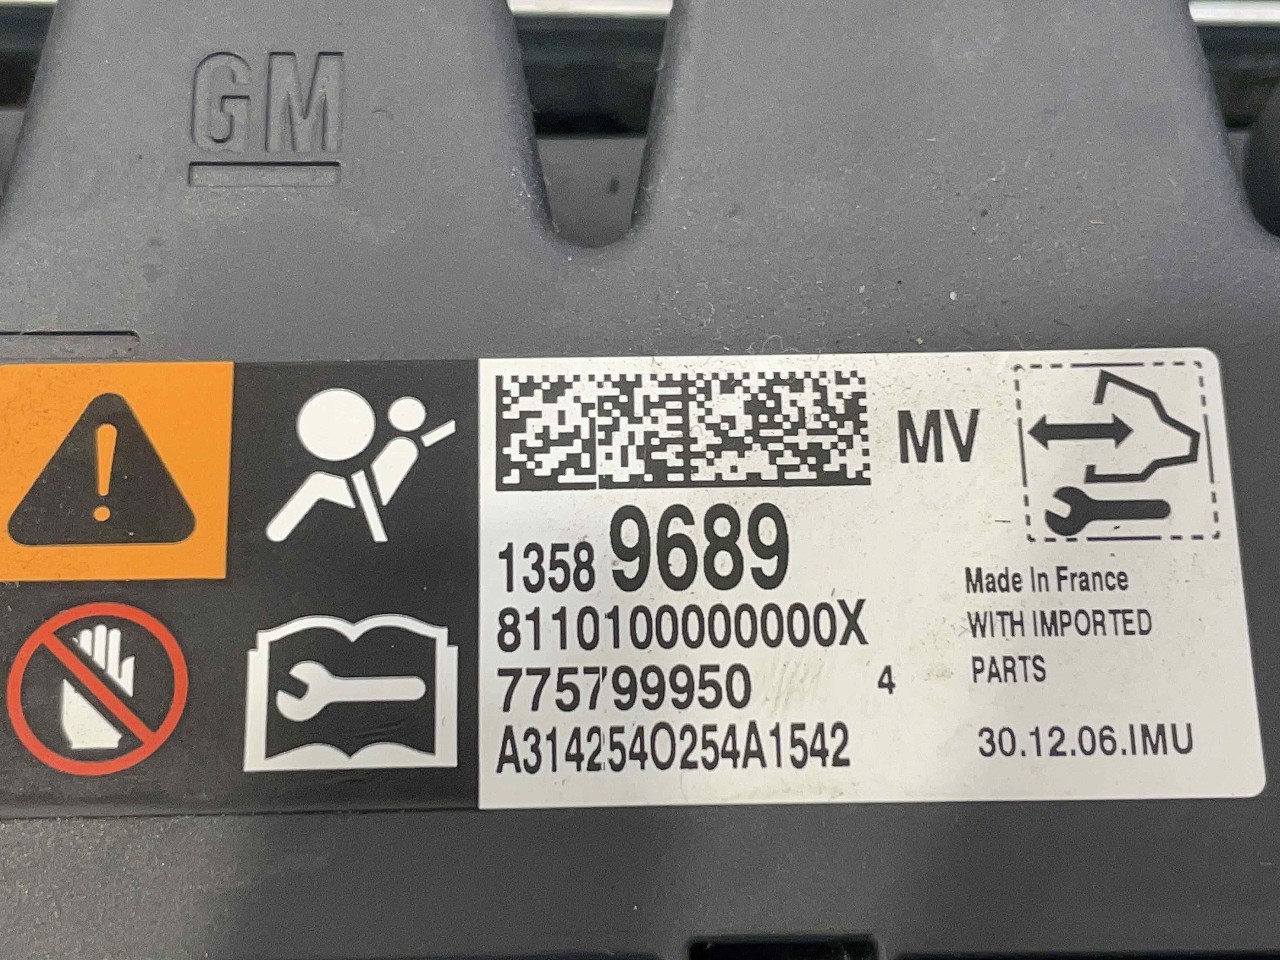 GM
MV
1358 9689
8110100000000X
775799950 4
A3142540254A1542
Made In France
WITH IMPORTED
PARTS
30.12.06.IMU